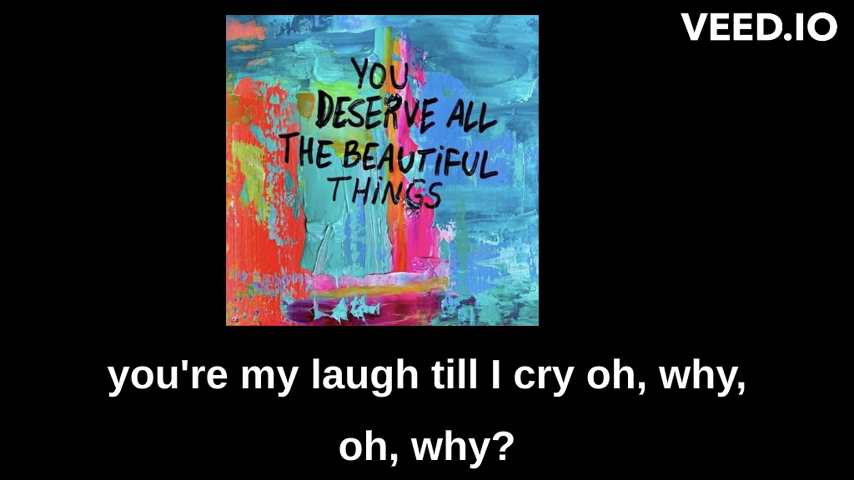 VEED.IO
YOU
DESERVE ALL
THE BEAUTiFUL
THiNGS
you're my laugh till I cry oh, why,
oh, why?